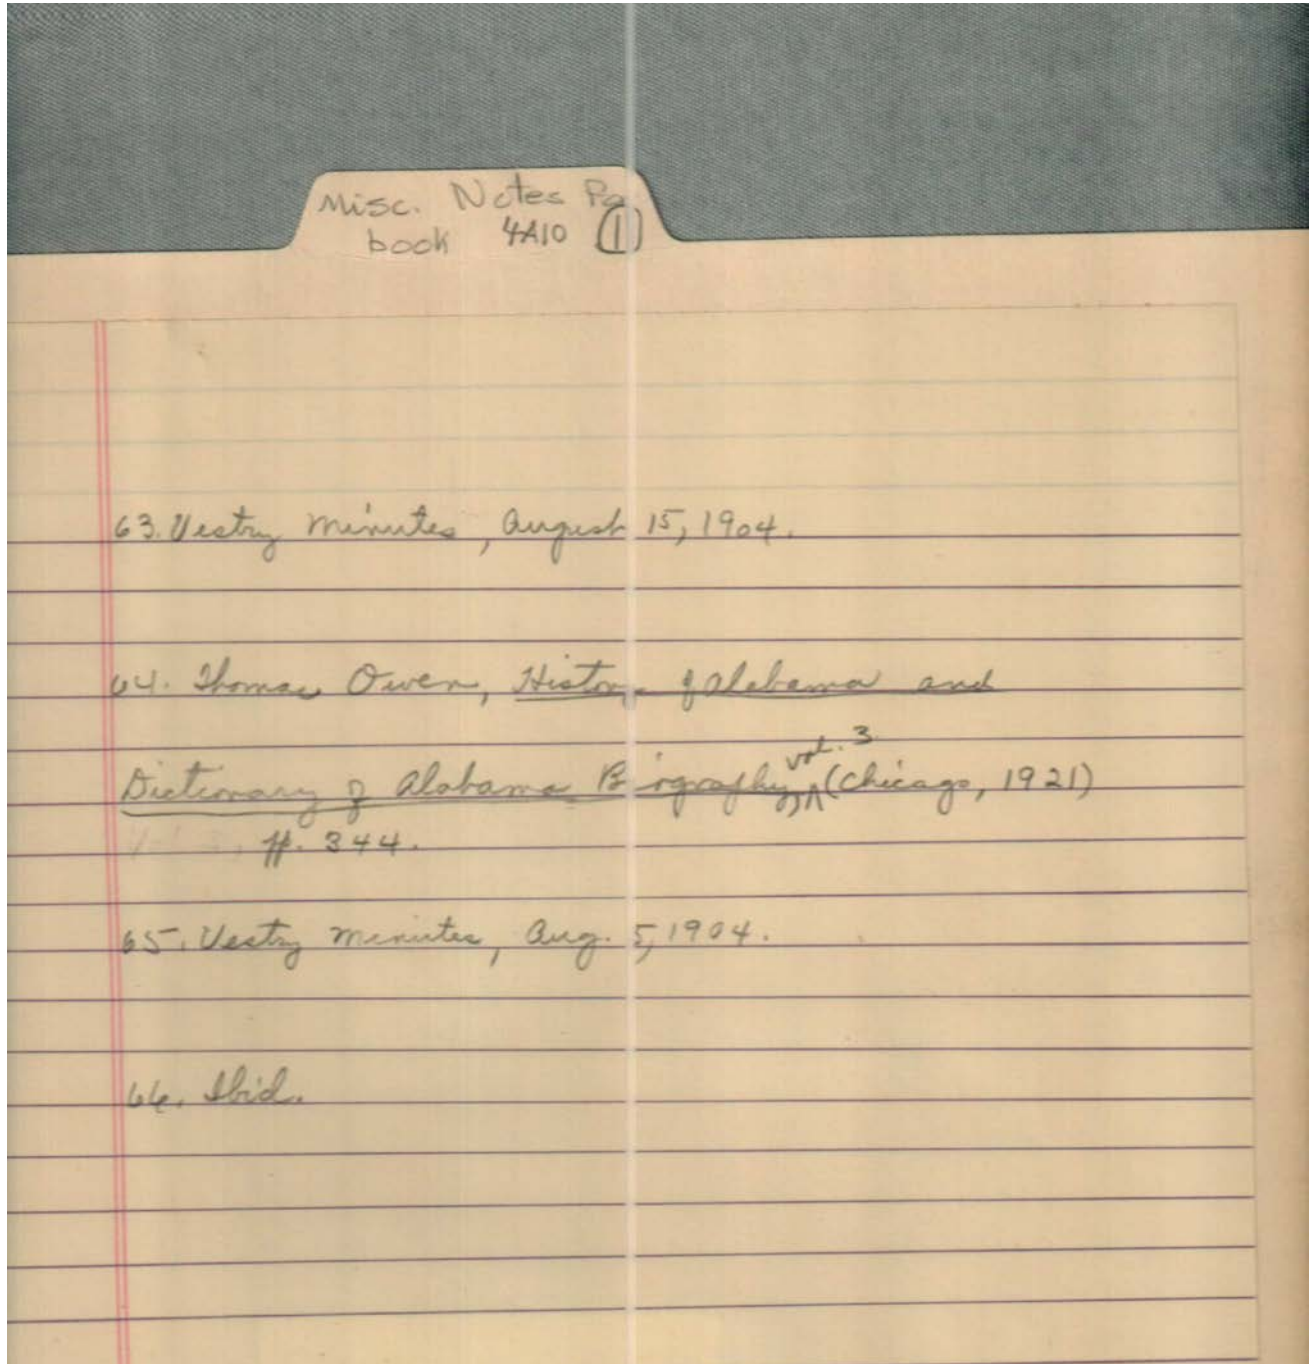 Misc. Notes Pg
book 4A10 (1)
63. Vestry Minutes, August 15, 1904.
64. Thomas Owen, History of Alabama and
vol. 3
Dictionary of Alabama Biography, ^ (Chicago, 1921)
pp. 344.
65. Vestry Minutes, Aug. 5, 1904.
66. Ibid.